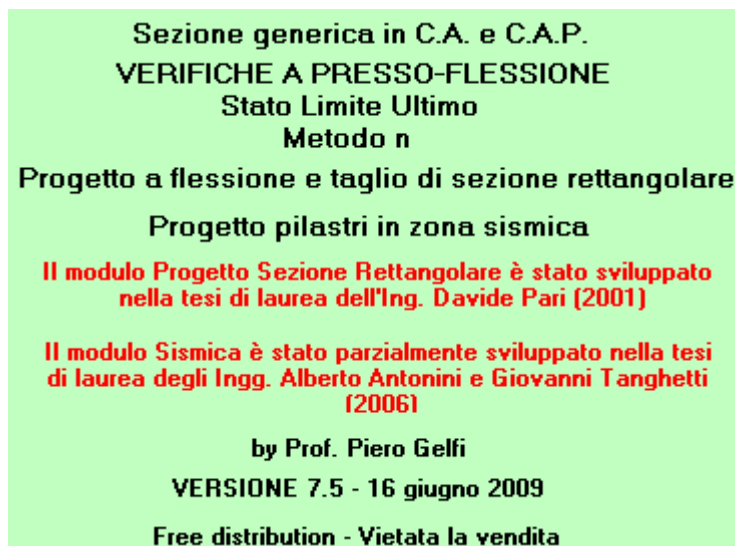 Sezione generica in C.A. e C.A.P.
VERIFICHE A PRESSO-FLESSIONE
Stato Limite Ultimo
Metodo n
Progetto a flessione e taglio di sezione rettangolare
Progetto pilastri in zona sismica
Il modulo Progetto Sezione Rettangolare è stato sviluppato
nella tesi di laurea dell'Ing. Davide Pari (2001)
Il modulo Sismica è stato parzialmente sviluppato nella tesi
di laurea degli Ingg. Alberto Antonini e Giovanni Tanghetti
(2006)
by Prof. Piero Gelfi
VERSIONE 7.5 - 16 giugno 2009
Free distribution - Vietata la vendita